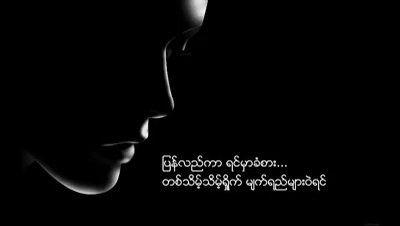 ပြန်လည်ကာ ရင်မှာခံစား...
တစ်သိမ့်သိမ့်ရှိုက် မျက်ရည်များဝဲရင်